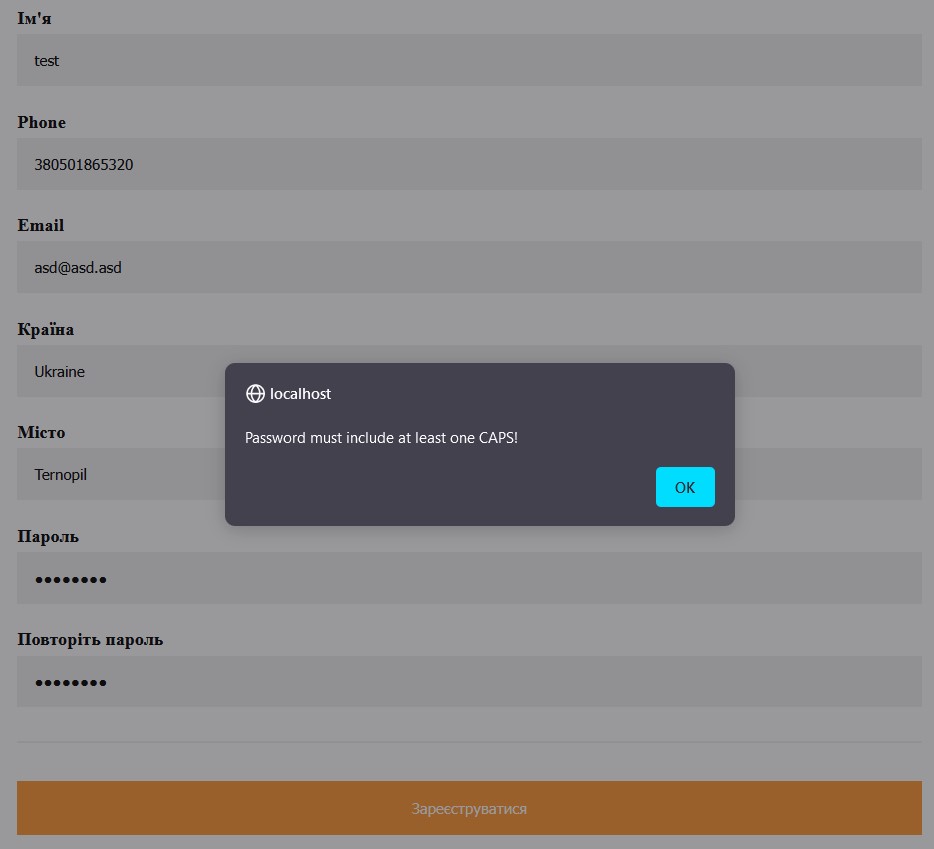 Ім'я
test
Phone
380501865320
Email
asd@asd.asd
Країна
Ukraine
localhost
Password must include at least one CAPS!
OK
Місто
Ternopil
Пароль
••••••••
Повторіть пароль
••••••••
Зареєструватися